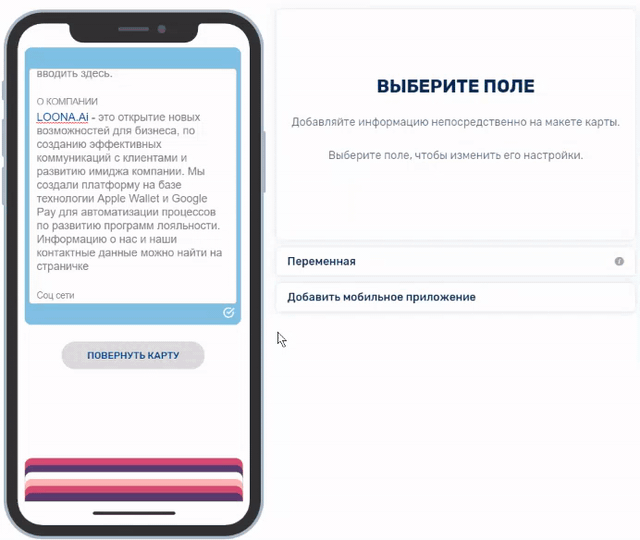 вводить здесь.
О КОМПАНИИ
LOONA.Ai - это открытие новых
возможностей для бизнеса, по
созданию эффективных
коммуникаций с клиентами и
развитию имиджа компании. Мы
создали платформу на базе
технологии Apple Wallet и Google
Pay для автоматизации процессов
по развитию программ лояльности.
Информацию о нас и наши
контактные данные можно найти на
страничке
Соц сети
ПОВЕРНУТЬ КАРТУ
ВЫБЕРИТЕ ПОЛЕ
Добавляйте информацию непосредственно на макете карты.
Выберите поле, чтобы изменить его настройки.
Переменная
Добавить мобильное приложение